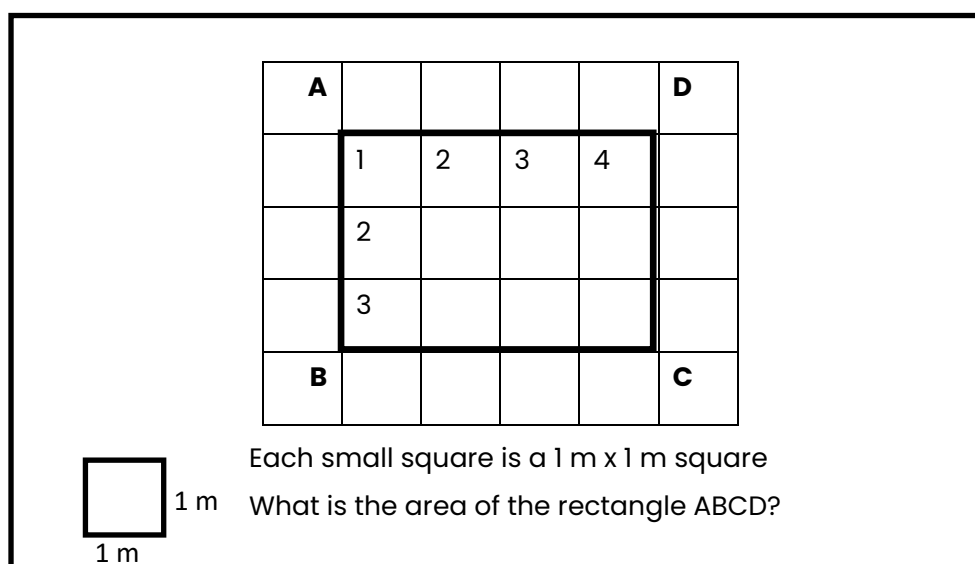 A D
1 2 3 4
2
3
B C
Each small square is a 1 m x 1 m square
1 m What is the area of the rectangle ABCD?
1 m